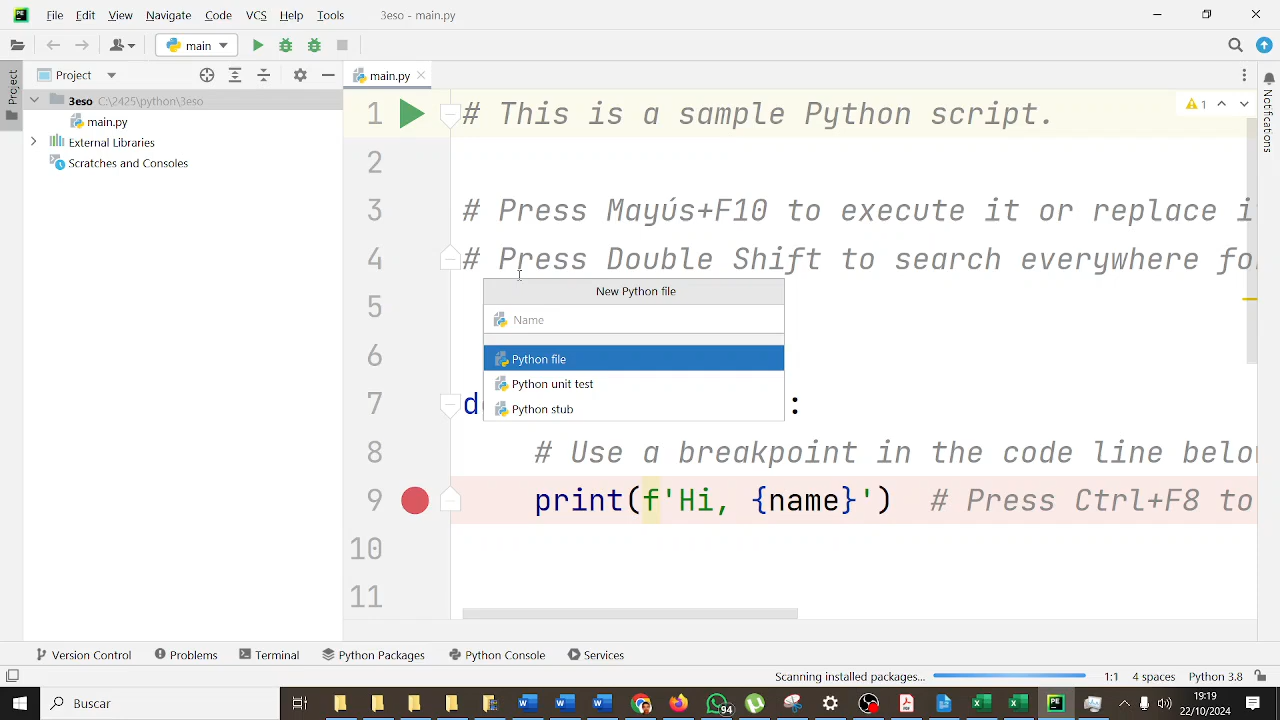 File Edit View Navigate Code VCS Help Tools 3eso - main.py
main
Project
main.py
Project
3eso C:\2425\python\3eso
main.py
External Libraries
Scratches and Consoles
1 # This is a sample Python script.
1
2
3 # Press Mayús+F10 to execute it or replace i
4 # Press Double Shift to search everywhere fo
5
6
7 d :
8 # Use a breakpoint in the code line belo
9 print(f'Hi, {name}') # Press Ctrl+F8 to
10
11
New Python file
Name
Python file
Python unit test
Python stub
Notifications
Version Control Problems Terminal Python Packages Python Console Services
Scanning installed packages... 1:1 4 spaces Python 3.8
Buscar
94
19:19
22/10/2024